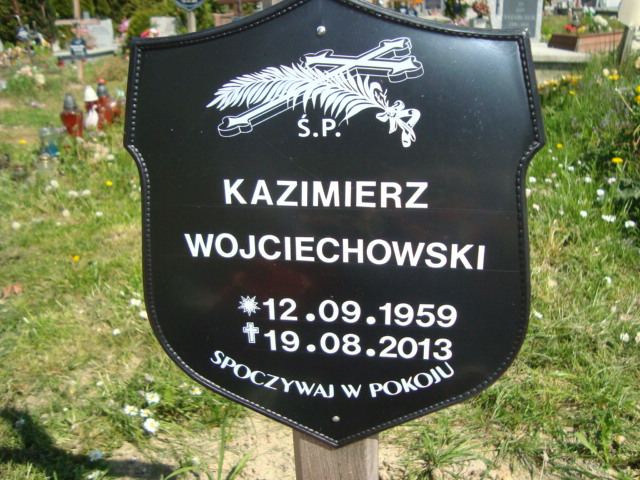 Ś.P.
KAZIMIERZ
WOJCIECHOWSKI
12.09.1959
19.08.2013
SPOCZYWAJ W POKOJU